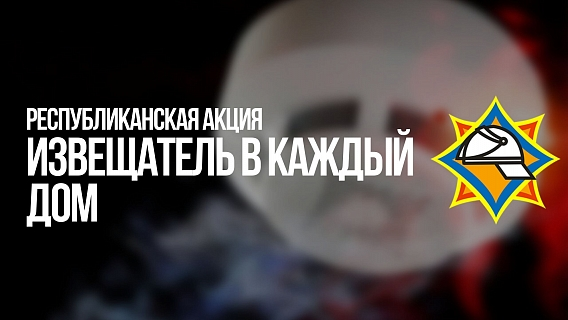 РЕСПУБЛИКАНСКАЯ АКЦИЯ
ИЗВЕЩАТЕЛЬ В КАЖДЫЙ
ДОМ